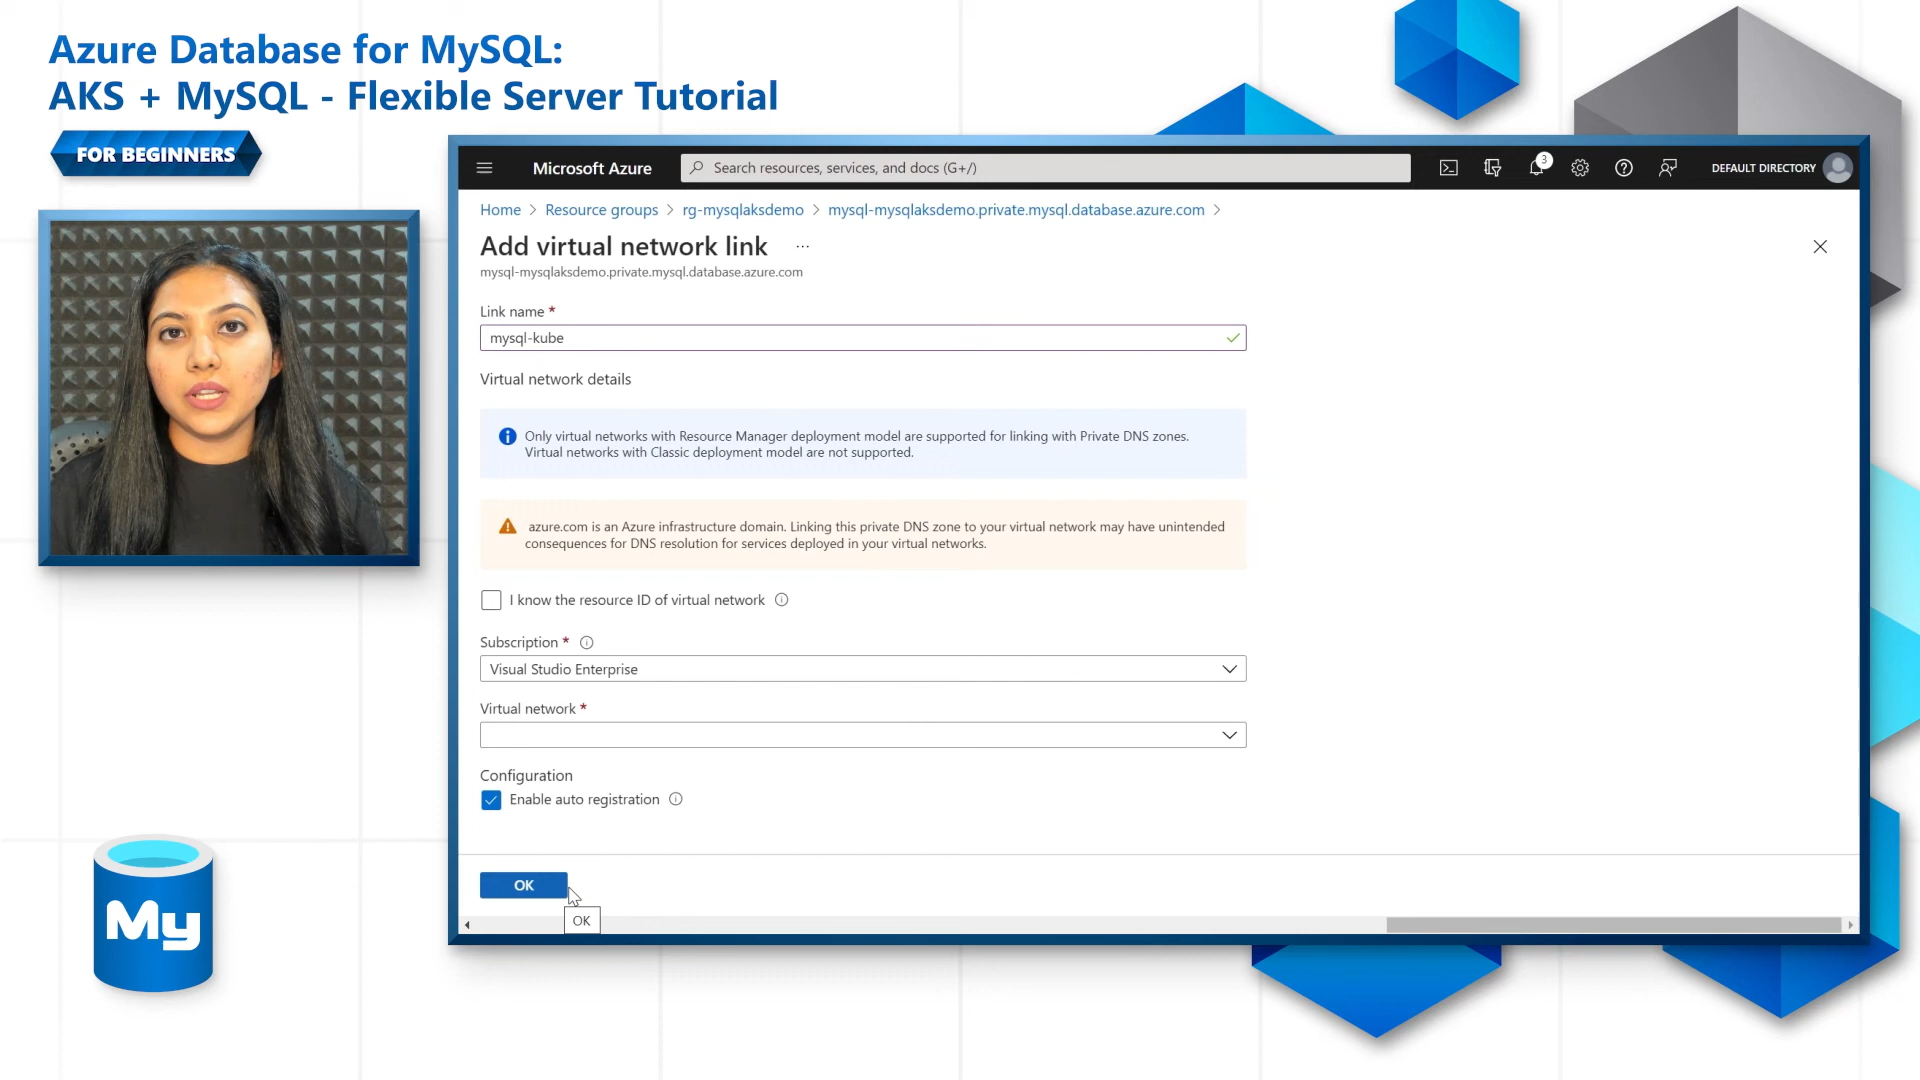 Azure Database for MySQL:
AKS + MySQL - Flexible Server Tutorial
FOR BEGINNERS
Microsoft Azure
Search resources, services, and docs (G+/)
3
DEFAULT DIRECTORY
Home > Resource groups > rg-mysqlaksdemo > mysql-mysqlaksdemo.private.mysql.database.azure.com >
Add virtual network link ...
mysql-mysqlaksdemo.private.mysql.database.azure.com
Link name *
mysql-kube
Virtual network details
Only virtual networks with Resource Manager deployment model are supported for linking with Private DNS zones.
Virtual networks with Classic deployment model are not supported.
azure.com is an Azure infrastructure domain. Linking this private DNS zone to your virtual network may have unintended
consequences for DNS resolution for services deployed in your virtual networks.
I know the resource ID of virtual network
Subscription *
Visual Studio Enterprise
Virtual network *
Configuration
Enable auto registration
OK
OK
My